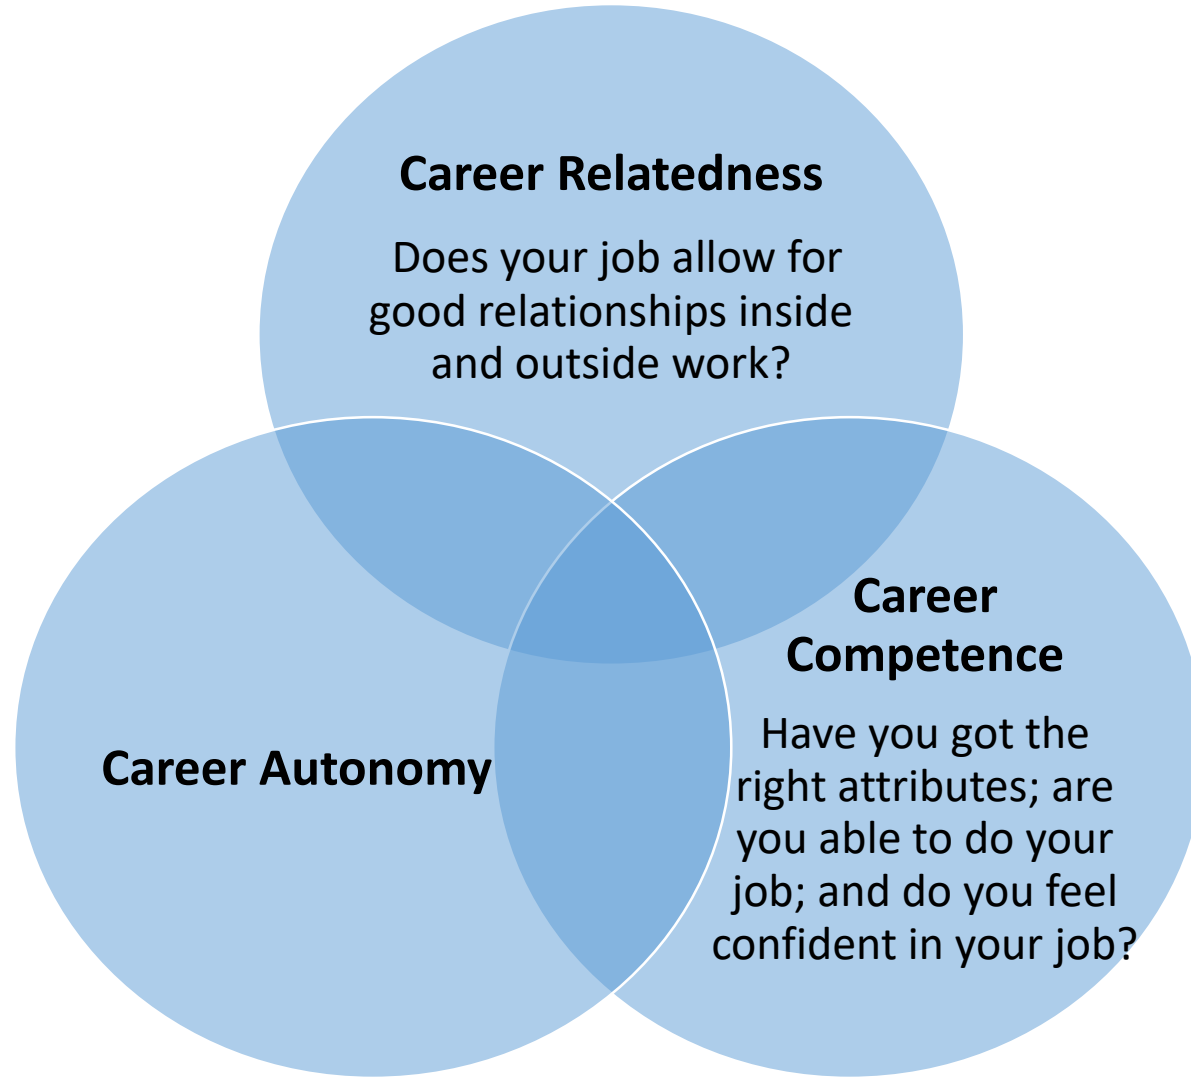 Career Relatedness
Does your job allow for
good relationships inside
and outside work?
Career
Competence
Have you got the
right attributes; are
you able to do your
job; and do you feel
confident in your job?
Career Autonomy